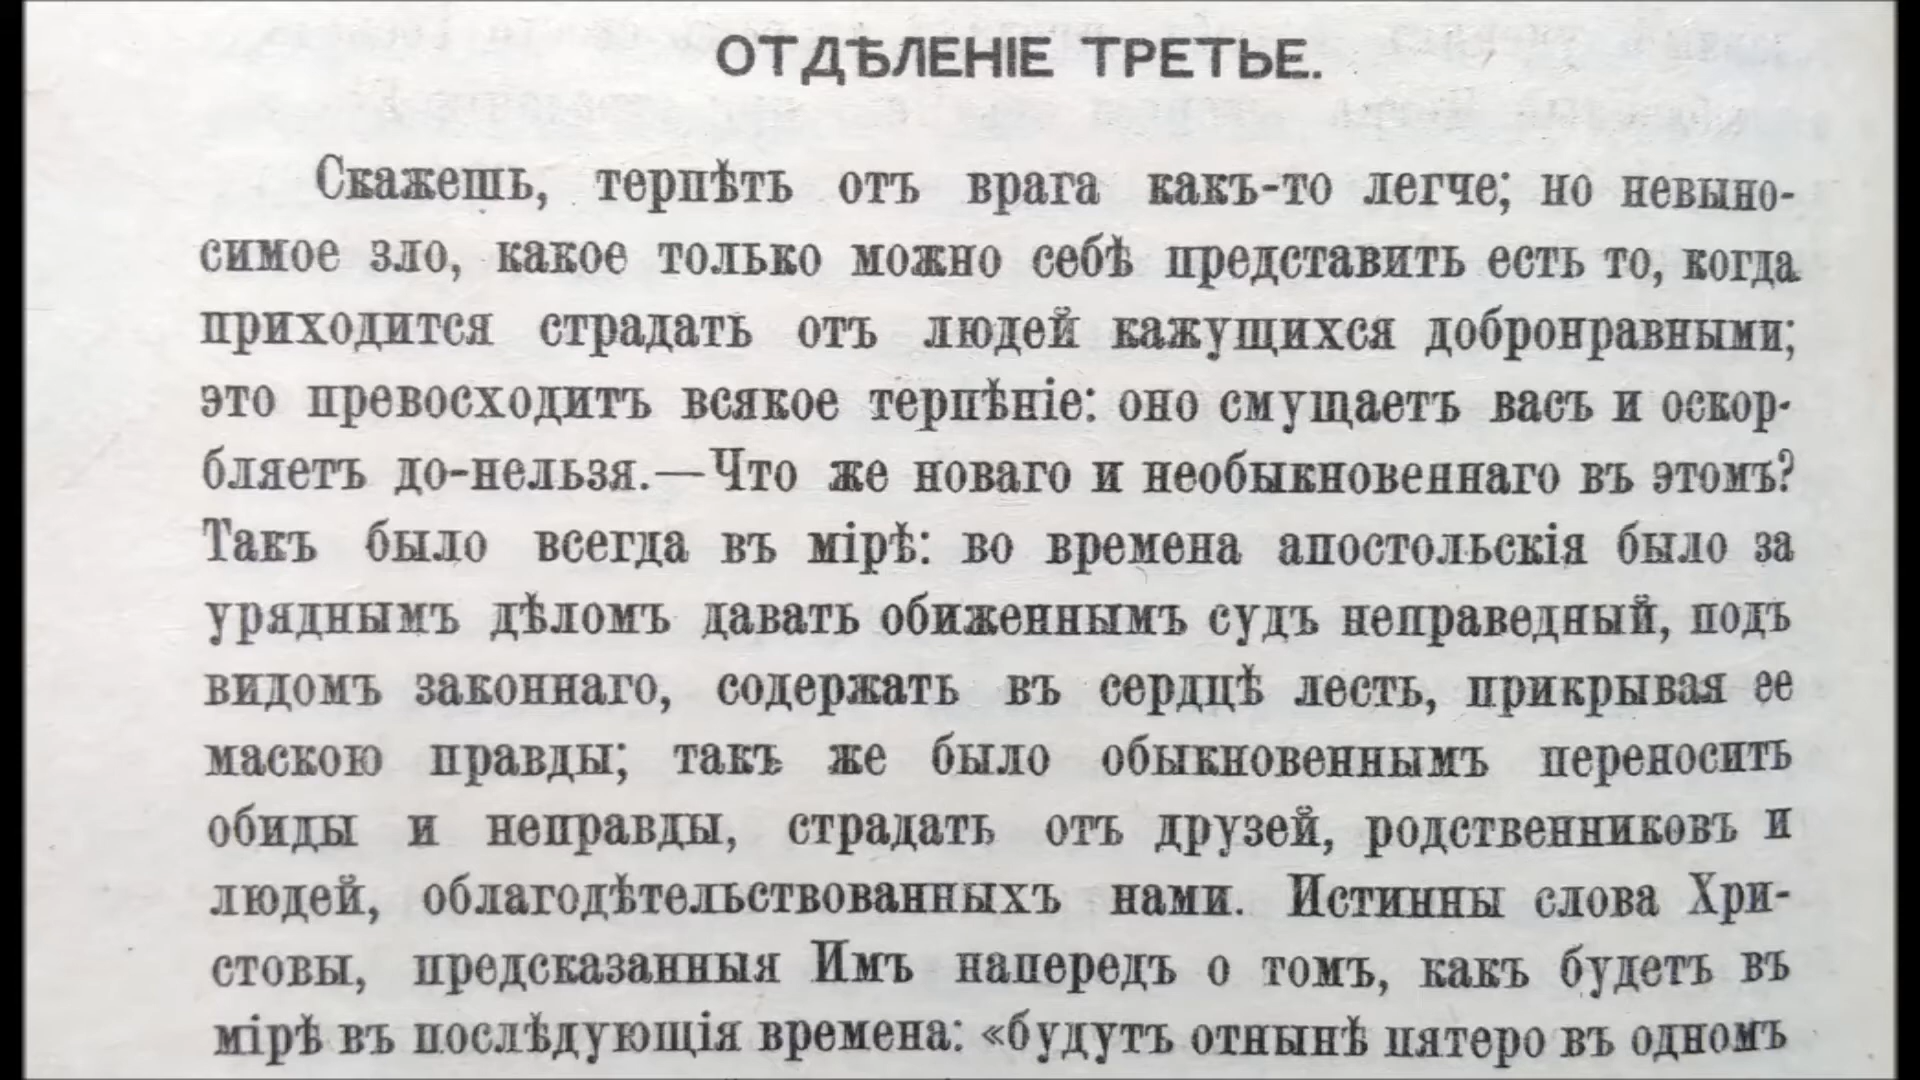 ОТДѢЛЕНІЕ ТРЕТЬЕ.
Скажешь, терпѣть отъ врага какъ-то легче; но невыно-
симое зло, какое только можно себѣ представить есть то, когда
приходится страдать отъ людей кажущихся добронравными;
это превосходитъ всякое терпѣніе: оно смущаетъ васъ и оскор-
бляетъ до-нельзя.—Что же новаго и необыкновеннаго въ этомъ?
Такъ было всегда въ мірѣ: во времена апостольскія было за
уряднымъ дѣломъ давать обиженнымъ судъ неправедный, подъ
видомъ законнаго, содержать въ сердцѣ лесть, прикрывая ее
маскою правды; такъ же было обыкновеннымъ переносить
обиды и неправды, страдать отъ друзей, родственниковъ и
людей, облагодѣтельствованныхъ нами. Истинны слова Хри-
стовы, предсказанныя Имъ напередъ о томъ, какъ будетъ въ
мірѣ въ послѣдующія времена: «будутъ отнынѣ пятеро въ одномъ